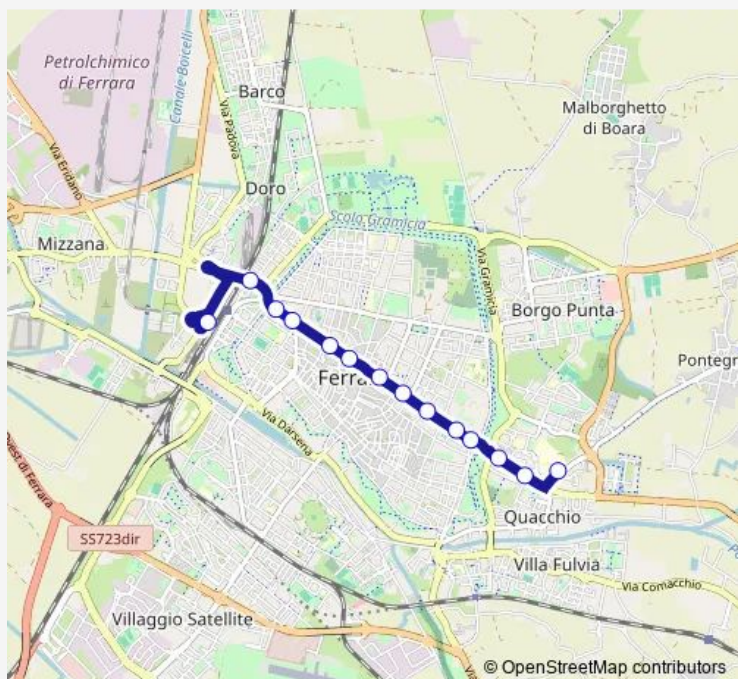 Petrolchimico
di Ferrara
Canale Boicelli
Barco
Via Padova
Malborghetto
di Boara
Via Eridano
Doro
Scolo Gramicia
Mizzana
Via Gramicia
Borgo Punta
Ferra
Via Darsena
Quacchio
SS723dir
Villa Fulvia
Via Comacchio
Villaggio Satellite
© OpenStreetMap contributors